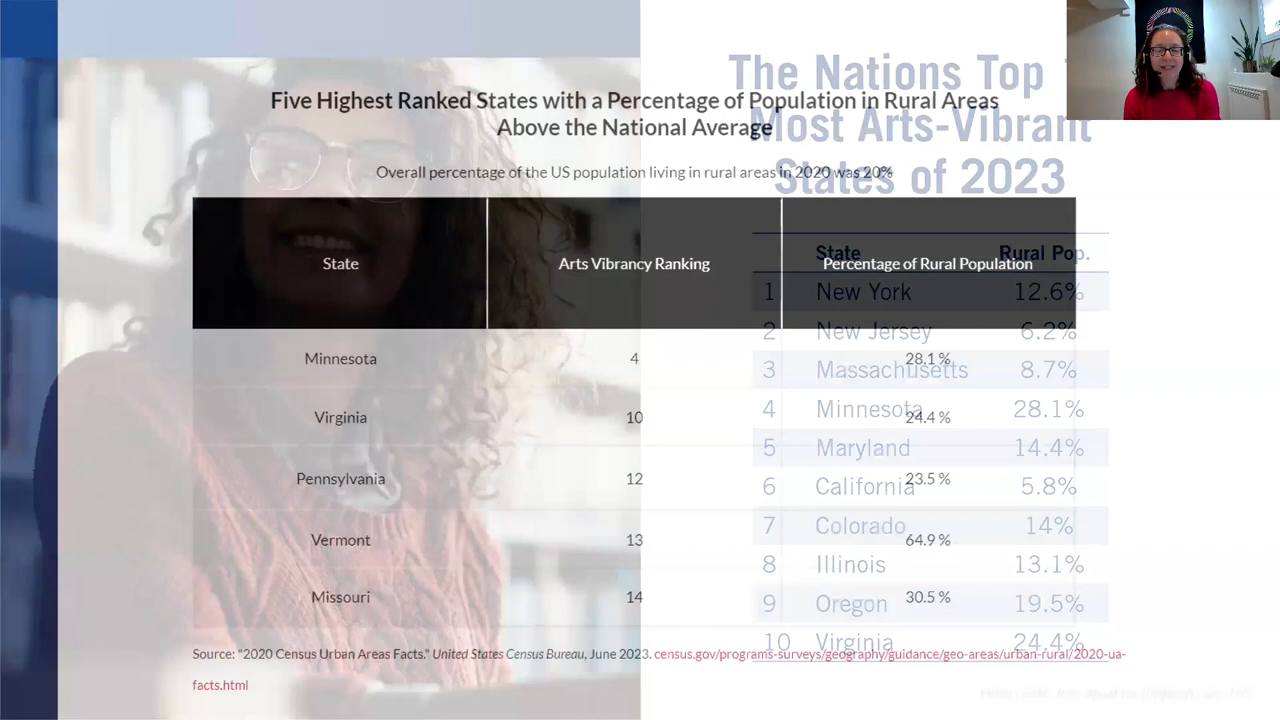 Five Highest Ranked States with a Percentage of Population in Rural Areas
Above the National Average
Overall percentage of the US population living in rural areas in 2020 was 20%
State Arts Vibrancy Ranking Percentage of Rural Population
Minnesota 4 28.1 %
Virginia 10 24.4 %
Pennsylvania 12 23.5 %
Vermont 13 64.9 %
Missouri 14 30.5 %
Source: "2020 Census Urban Areas Facts." United States Census Bureau, June 2023. census.gov/programs-surveys/geography/guidance/geo-areas/urban-rural/2020-ua-
facts.html
The Nations Top
Most Arts-Vibrant
States of 2023
State Rural Pop.
1 New York 12.6%
2 New Jersey 6.2%
3 Massachusetts 8.7%
4 Minnesota 28.1%
5 Maryland 14.4%
6 California 5.8%
7 Colorado 14%
8 Illinois 13.1%
9 Oregon 19.5%
10 Virginia 24.4%